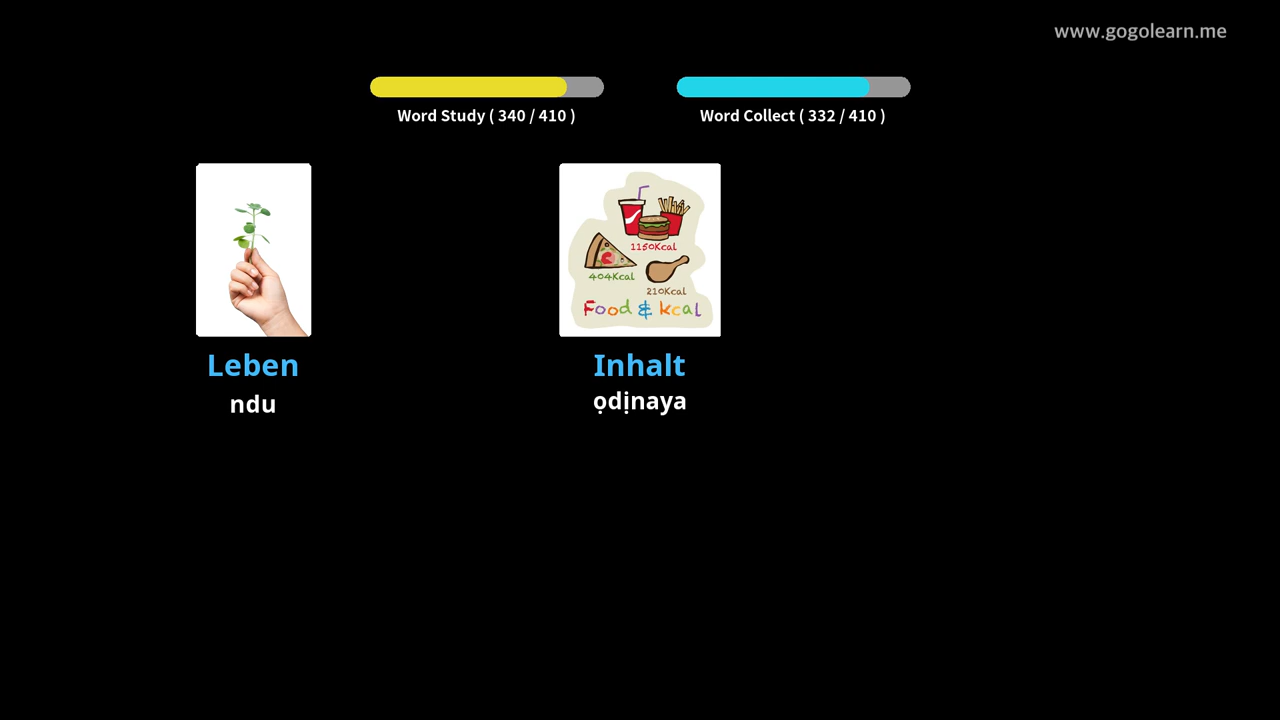 www.gogolearn.me
Word Study ( 340 / 410 )
Word Collect ( 332 / 410 )
1150Kcal
404Kcal
210Kcal
Food & kcal
Leben
ndu
Inhalt
ọdịnaya